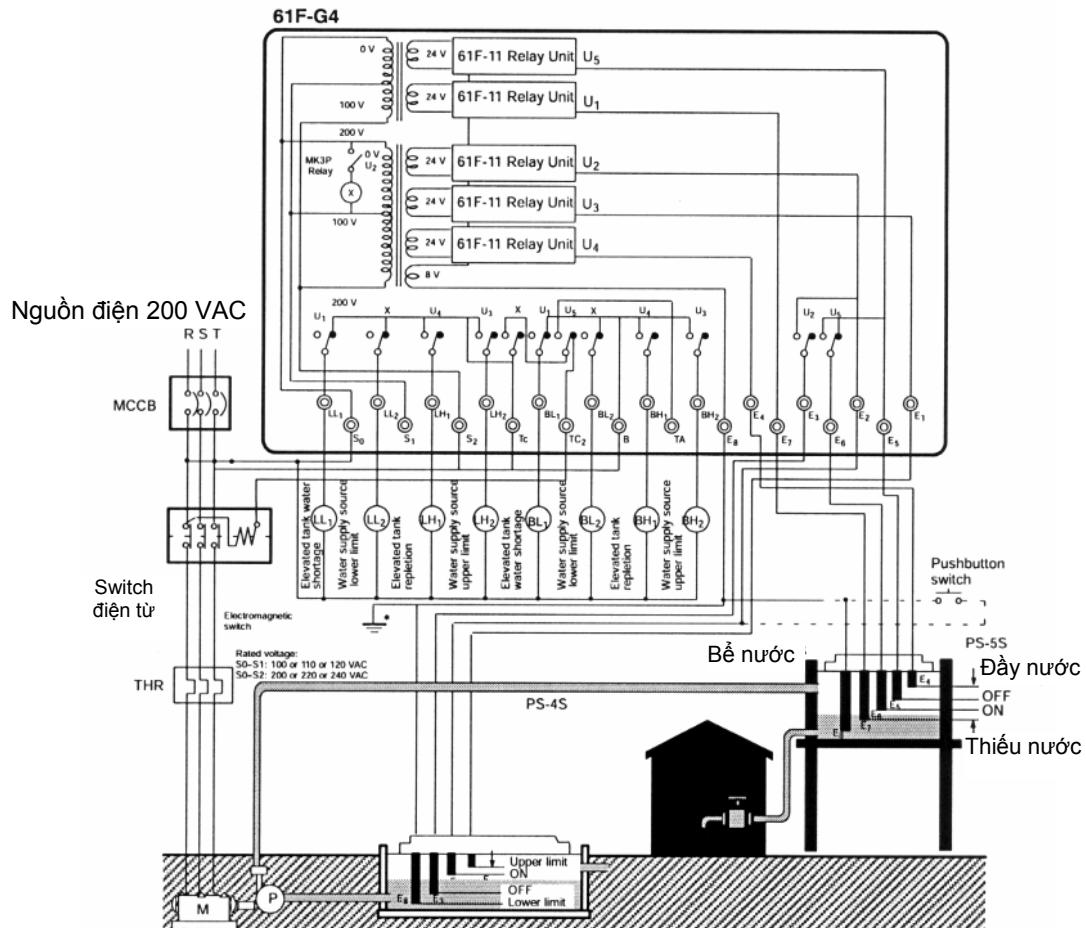 61F-G4
0 V
24 V
61F-11 Relay Unit
U5
100 V
24 V
61F-11 Relay Unit
U1
200 V
MK3P
Relay
0 V
U2
X
24 V
61F-11 Relay Unit
U2
24 V
61F-11 Relay Unit
U3
100 V
24 V
61F-11 Relay Unit
U4
8 V
200 V
Nguồn điện 200 VAC
R S T
U1 X U4 U3 X U1 U5 X U4 U3 U2 U5
MCCB
LL1 LL2 LH1 LH2 BL1 BL2 BH1 BH2 E4 E3 E2 E1
S0 S1 S2 Tc TC2 B TA E8 E7 E6 E5
LL1 LL2 LH1 LH2 BL1 BL2 BH1 BH2
Elevated tank water
shortage
Water supply source
lower limit
Elevated tank
repletion
Water supply source
upper limit
Elevated tank
water shortage
Water supply source
lower limit
Elevated tank
repletion
Water supply source
upper limit
Switch
điện từ
Electromagnetic
switch
Pushbutton
switch
Rated voltage:
S0–S1: 100 or 110 or 120 VAC
S0–S2: 200 or 220 or 240 VAC
THR
PS-5S
Bể nước
Đầy nước
E4
OFF
E5
ON
E6
E7
E
Thiếu nước
PS-4S
Upper limit
ON
OFF
Lower limit
E8
E3
M
P